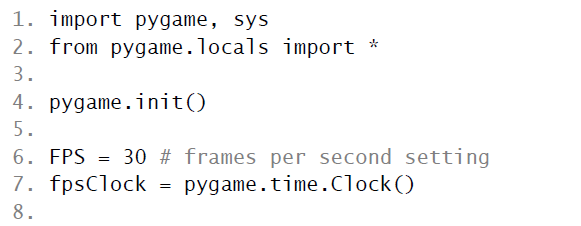 1. import pygame, sys
2. from pygame.locals import *
3.
4. pygame.init()
5.
6. FPS = 30 # frames per second setting
7. fpsClock = pygame.time.Clock()
8.